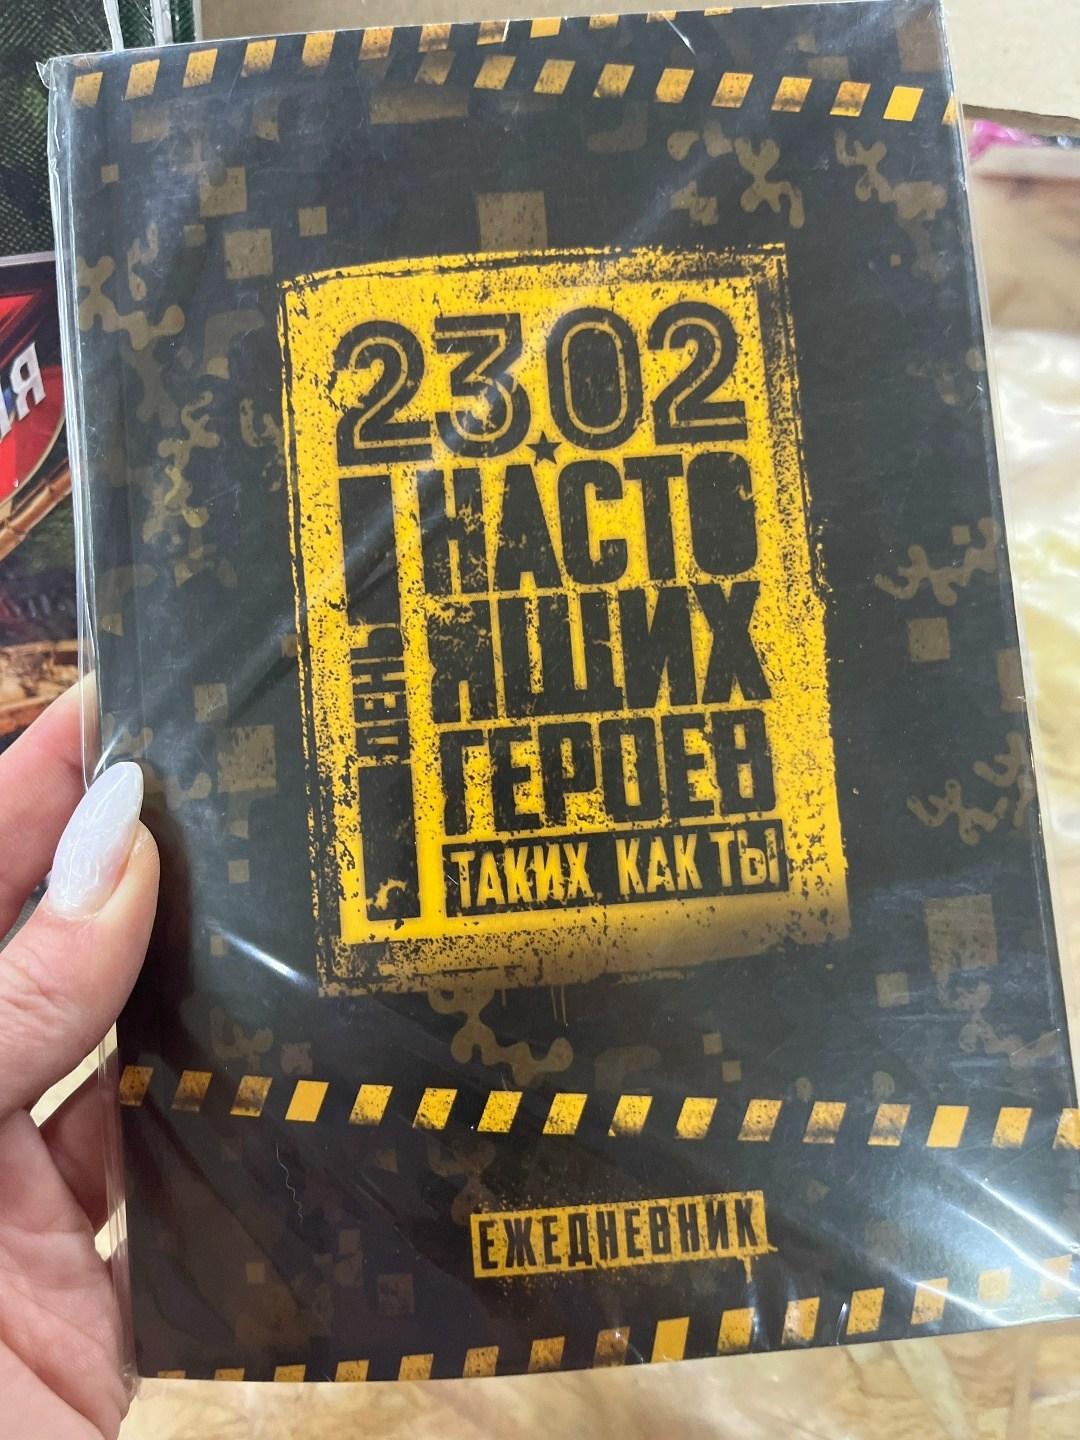 23.02
ДЕНЬ
НАСТО
ЯЩИХ
ГЕРОЕВ
ТАКИХ КАК ТЫ
ЕЖЕДНЕВНИК